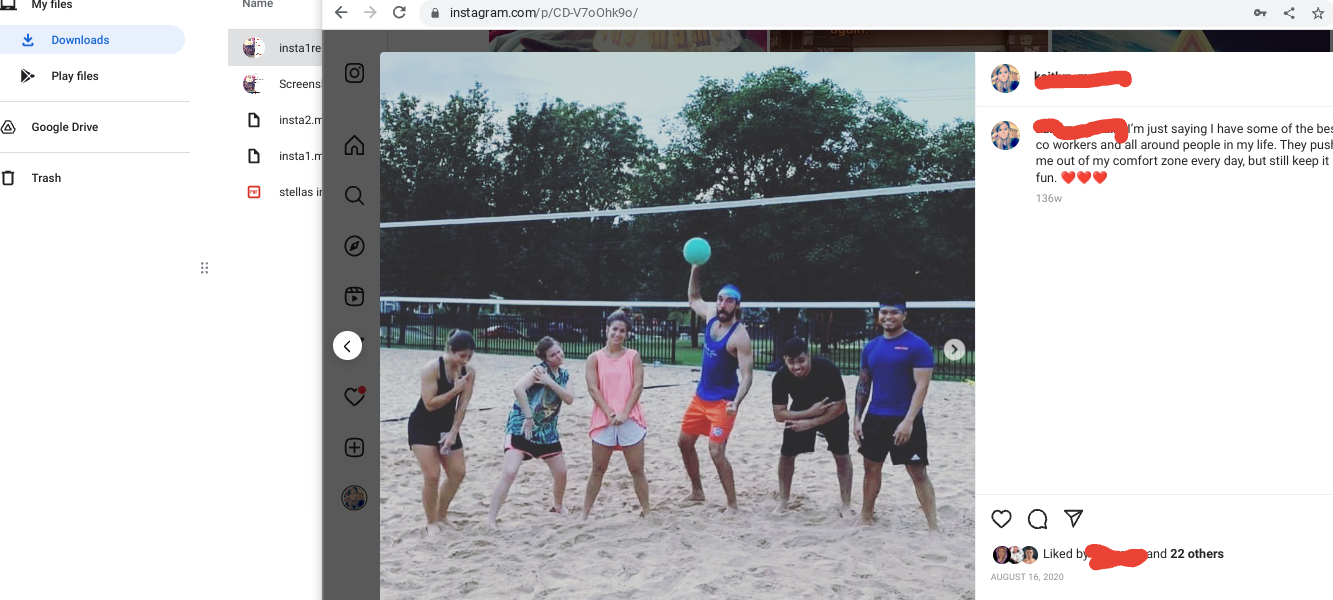 My files
Downloads
Play files
Google Drive
Trash
Name
insta1re
Screens
insta2.m
insta1.m
stellas in
instagram.com/p/CD-V7oOhk9o/
again!
I'm just saying I have some of the bes
co workers and all around people in my life. They push
me out of my comfort zone every day, but still keep it
fun. ❤️❤️❤️
136w
Liked by and 22 others
AUGUST 16, 2020